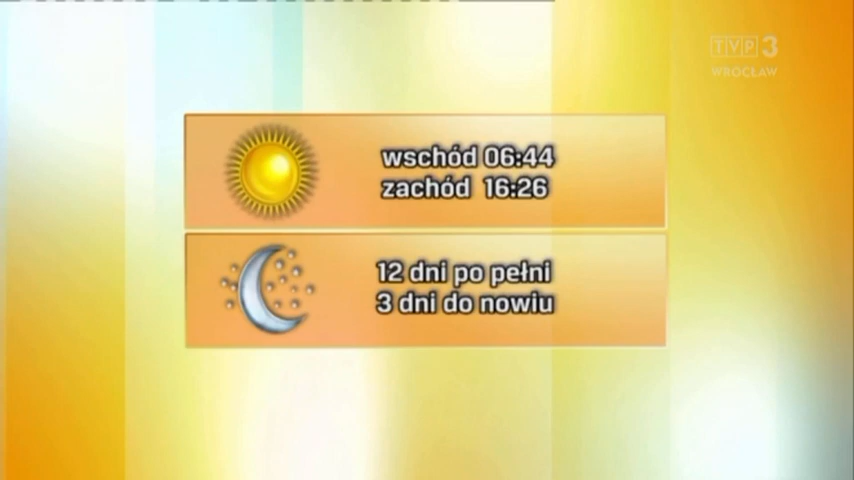 TVP3
WROCŁAW
wschód 06:44
zachód 16:26
12 dni po pełni
3 dni do nowiu